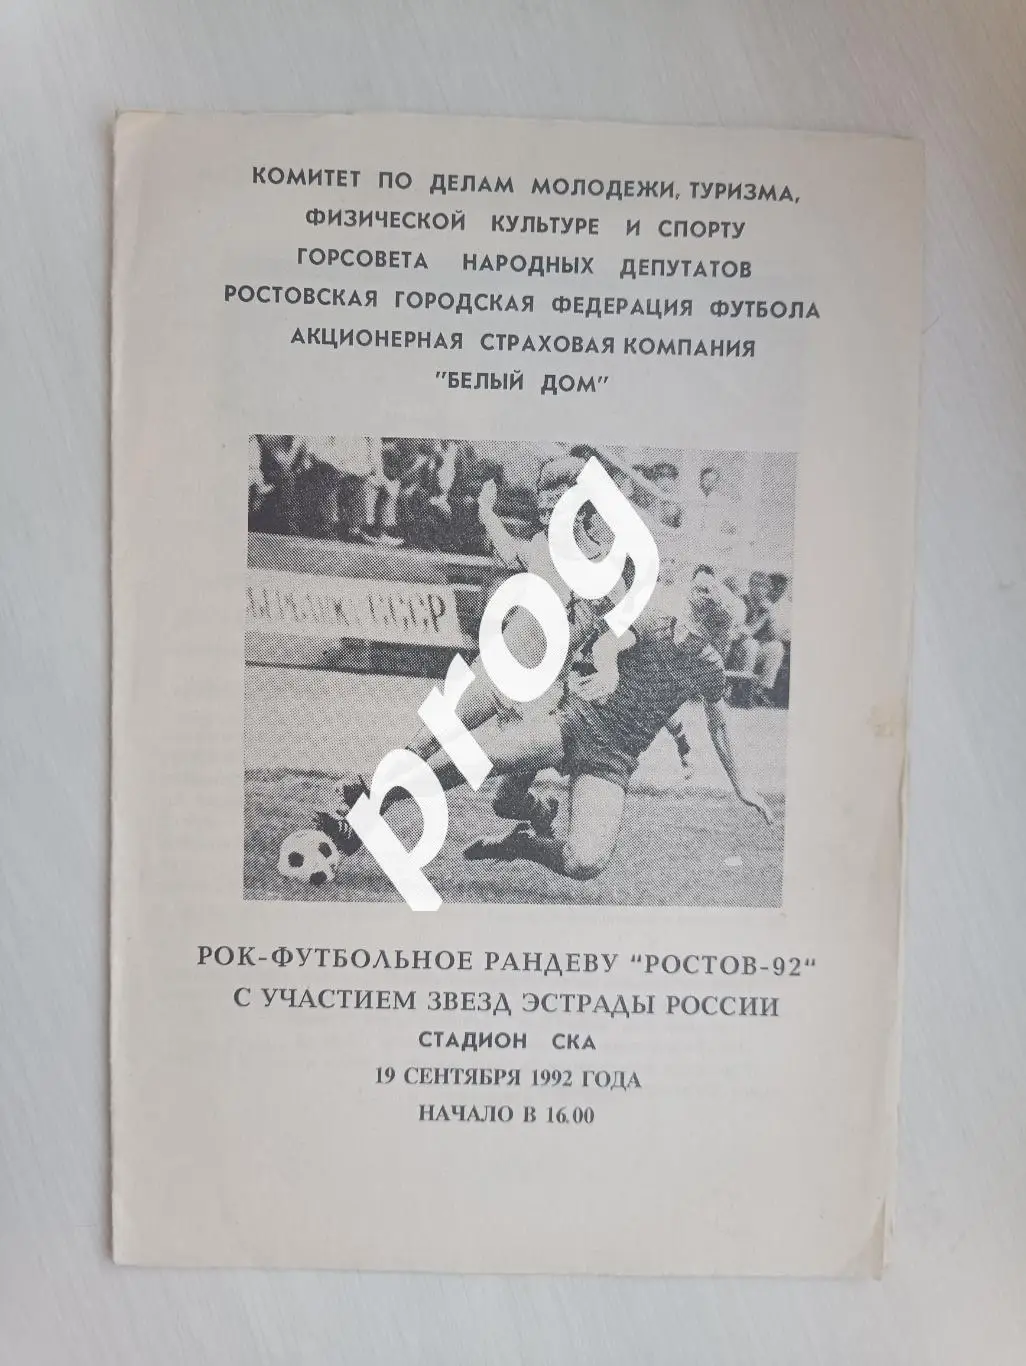 КОМИТЕТ ПО ДЕЛАМ МОЛОДЕЖИ, ТУРИЗМА,
ФИЗИЧЕСКОЙ КУЛЬТУРЕ И СПОРТУ
ГОРСОВЕТА НАРОДНЫХ ДЕПУТАТОВ
РОСТОВСКАЯ ГОРОДСКАЯ ФЕДЕРАЦИЯ ФУТБОЛА
АКЦИОНЕРНАЯ СТРАХОВАЯ КОМПАНИЯ
"БЕЛЫЙ ДОМ"
СССР
prog
РОК-ФУТБОЛЬНОЕ РАНДЕВУ "РОСТОВ-92"
С УЧАСТИЕМ ЗВЕЗД ЭСТРАДЫ РОССИИ
СТАДИОН СКА
19 СЕНТЯБРЯ 1992 ГОДА
НАЧАЛО В 16.00